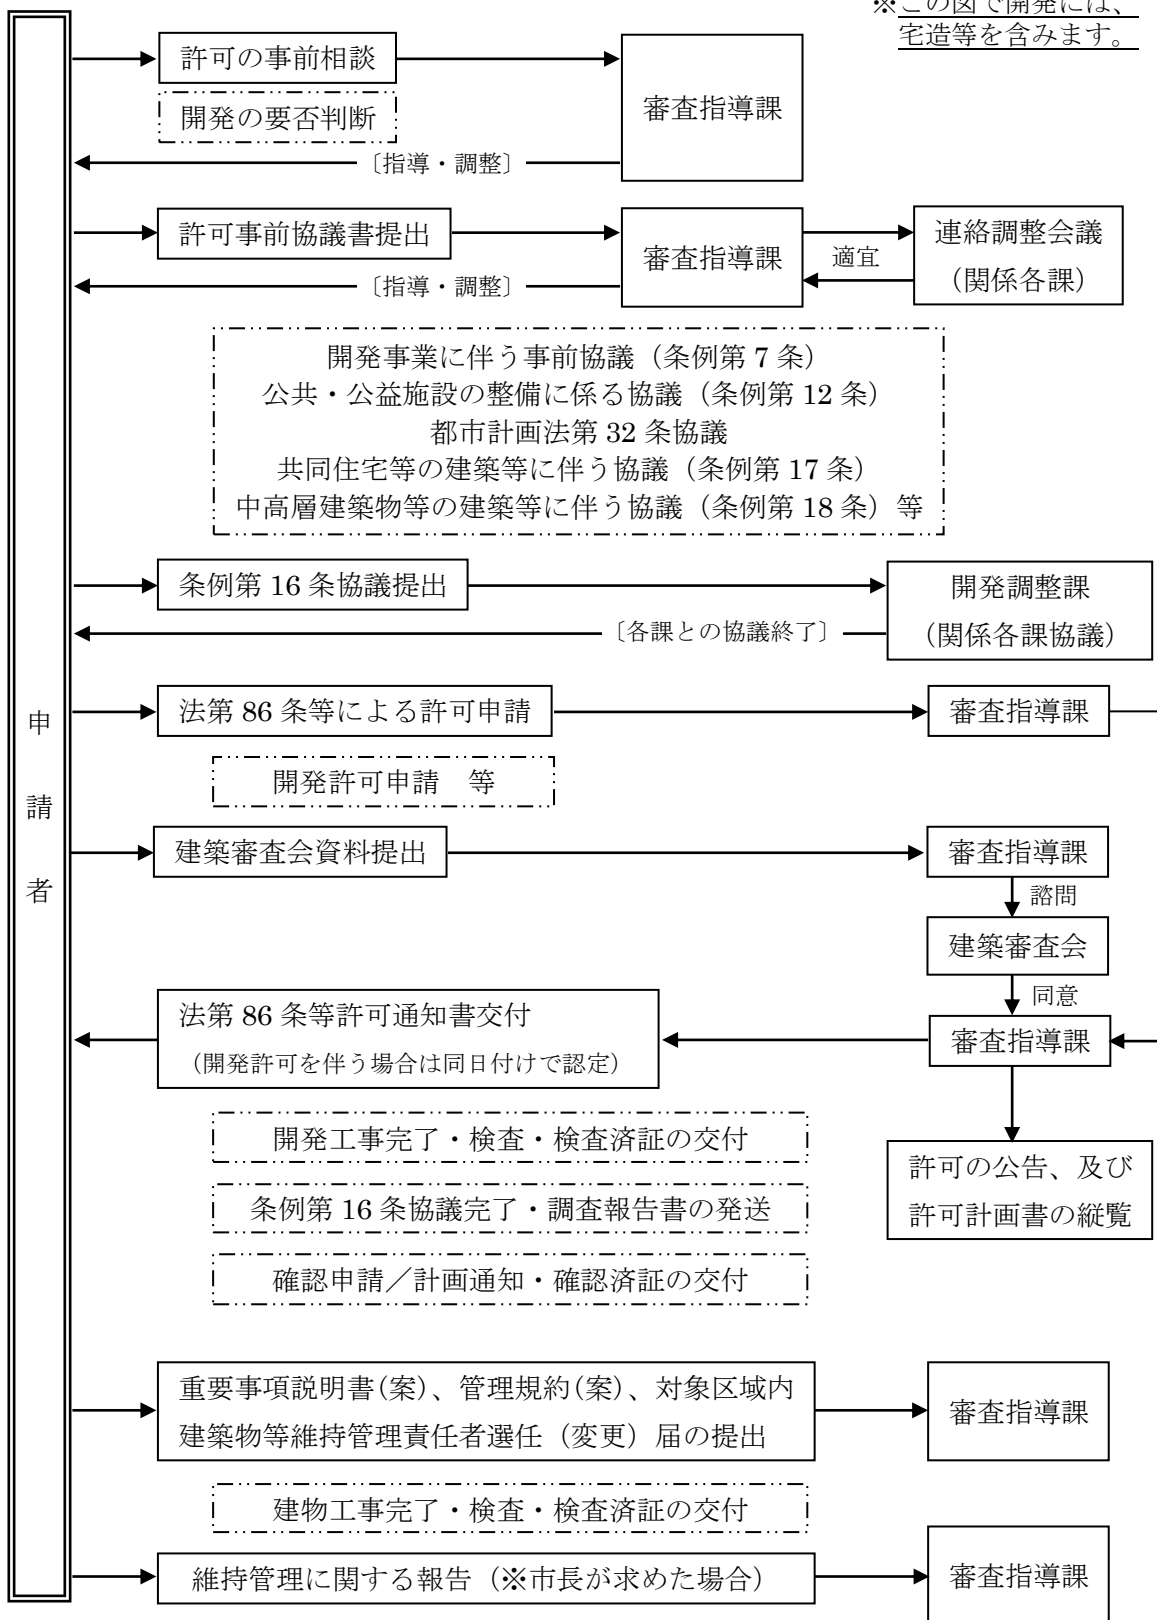 ※この図で開発には、
宅造等を含みます。
許可の事前相談
審査指導課
開発の要否判断
〔指導・調整〕
許可事前協議書提出
審査指導課
適宜
連絡調整会議
（関係各課）
〔指導・調整〕
開発事業に伴う事前協議（条例第 7 条）
公共・公益施設の整備に係る協議（条例第 12 条）
都市計画法第 32 条協議
共同住宅等の建築等に伴う協議（条例第 17 条）
中高層建築物等の建築等に伴う協議（条例第 18 条）等
条例第 16 条協議提出
開発調整課
（関係各課協議）
〔各課との協議終了〕
申請者
法第 86 条等による許可申請
審査指導課
開発許可申請　等
建築審査会資料提出
審査指導課
諮問
建築審査会
同意
審査指導課
法第 86 条等許可通知書交付
（開発許可を伴う場合は同日付けで認定）
開発工事完了・検査・検査済証の交付
許可の公告、及び
許可計画書の縦覧
条例第 16 条協議完了・調査報告書の発送
確認申請／計画通知・確認済証の交付
重要事項説明書(案)、管理規約(案)、対象区域内
建築物等維持管理責任者選任（変更）届の提出
審査指導課
建物工事完了・検査・検査済証の交付
維持管理に関する報告（※市長が求めた場合）
審査指導課